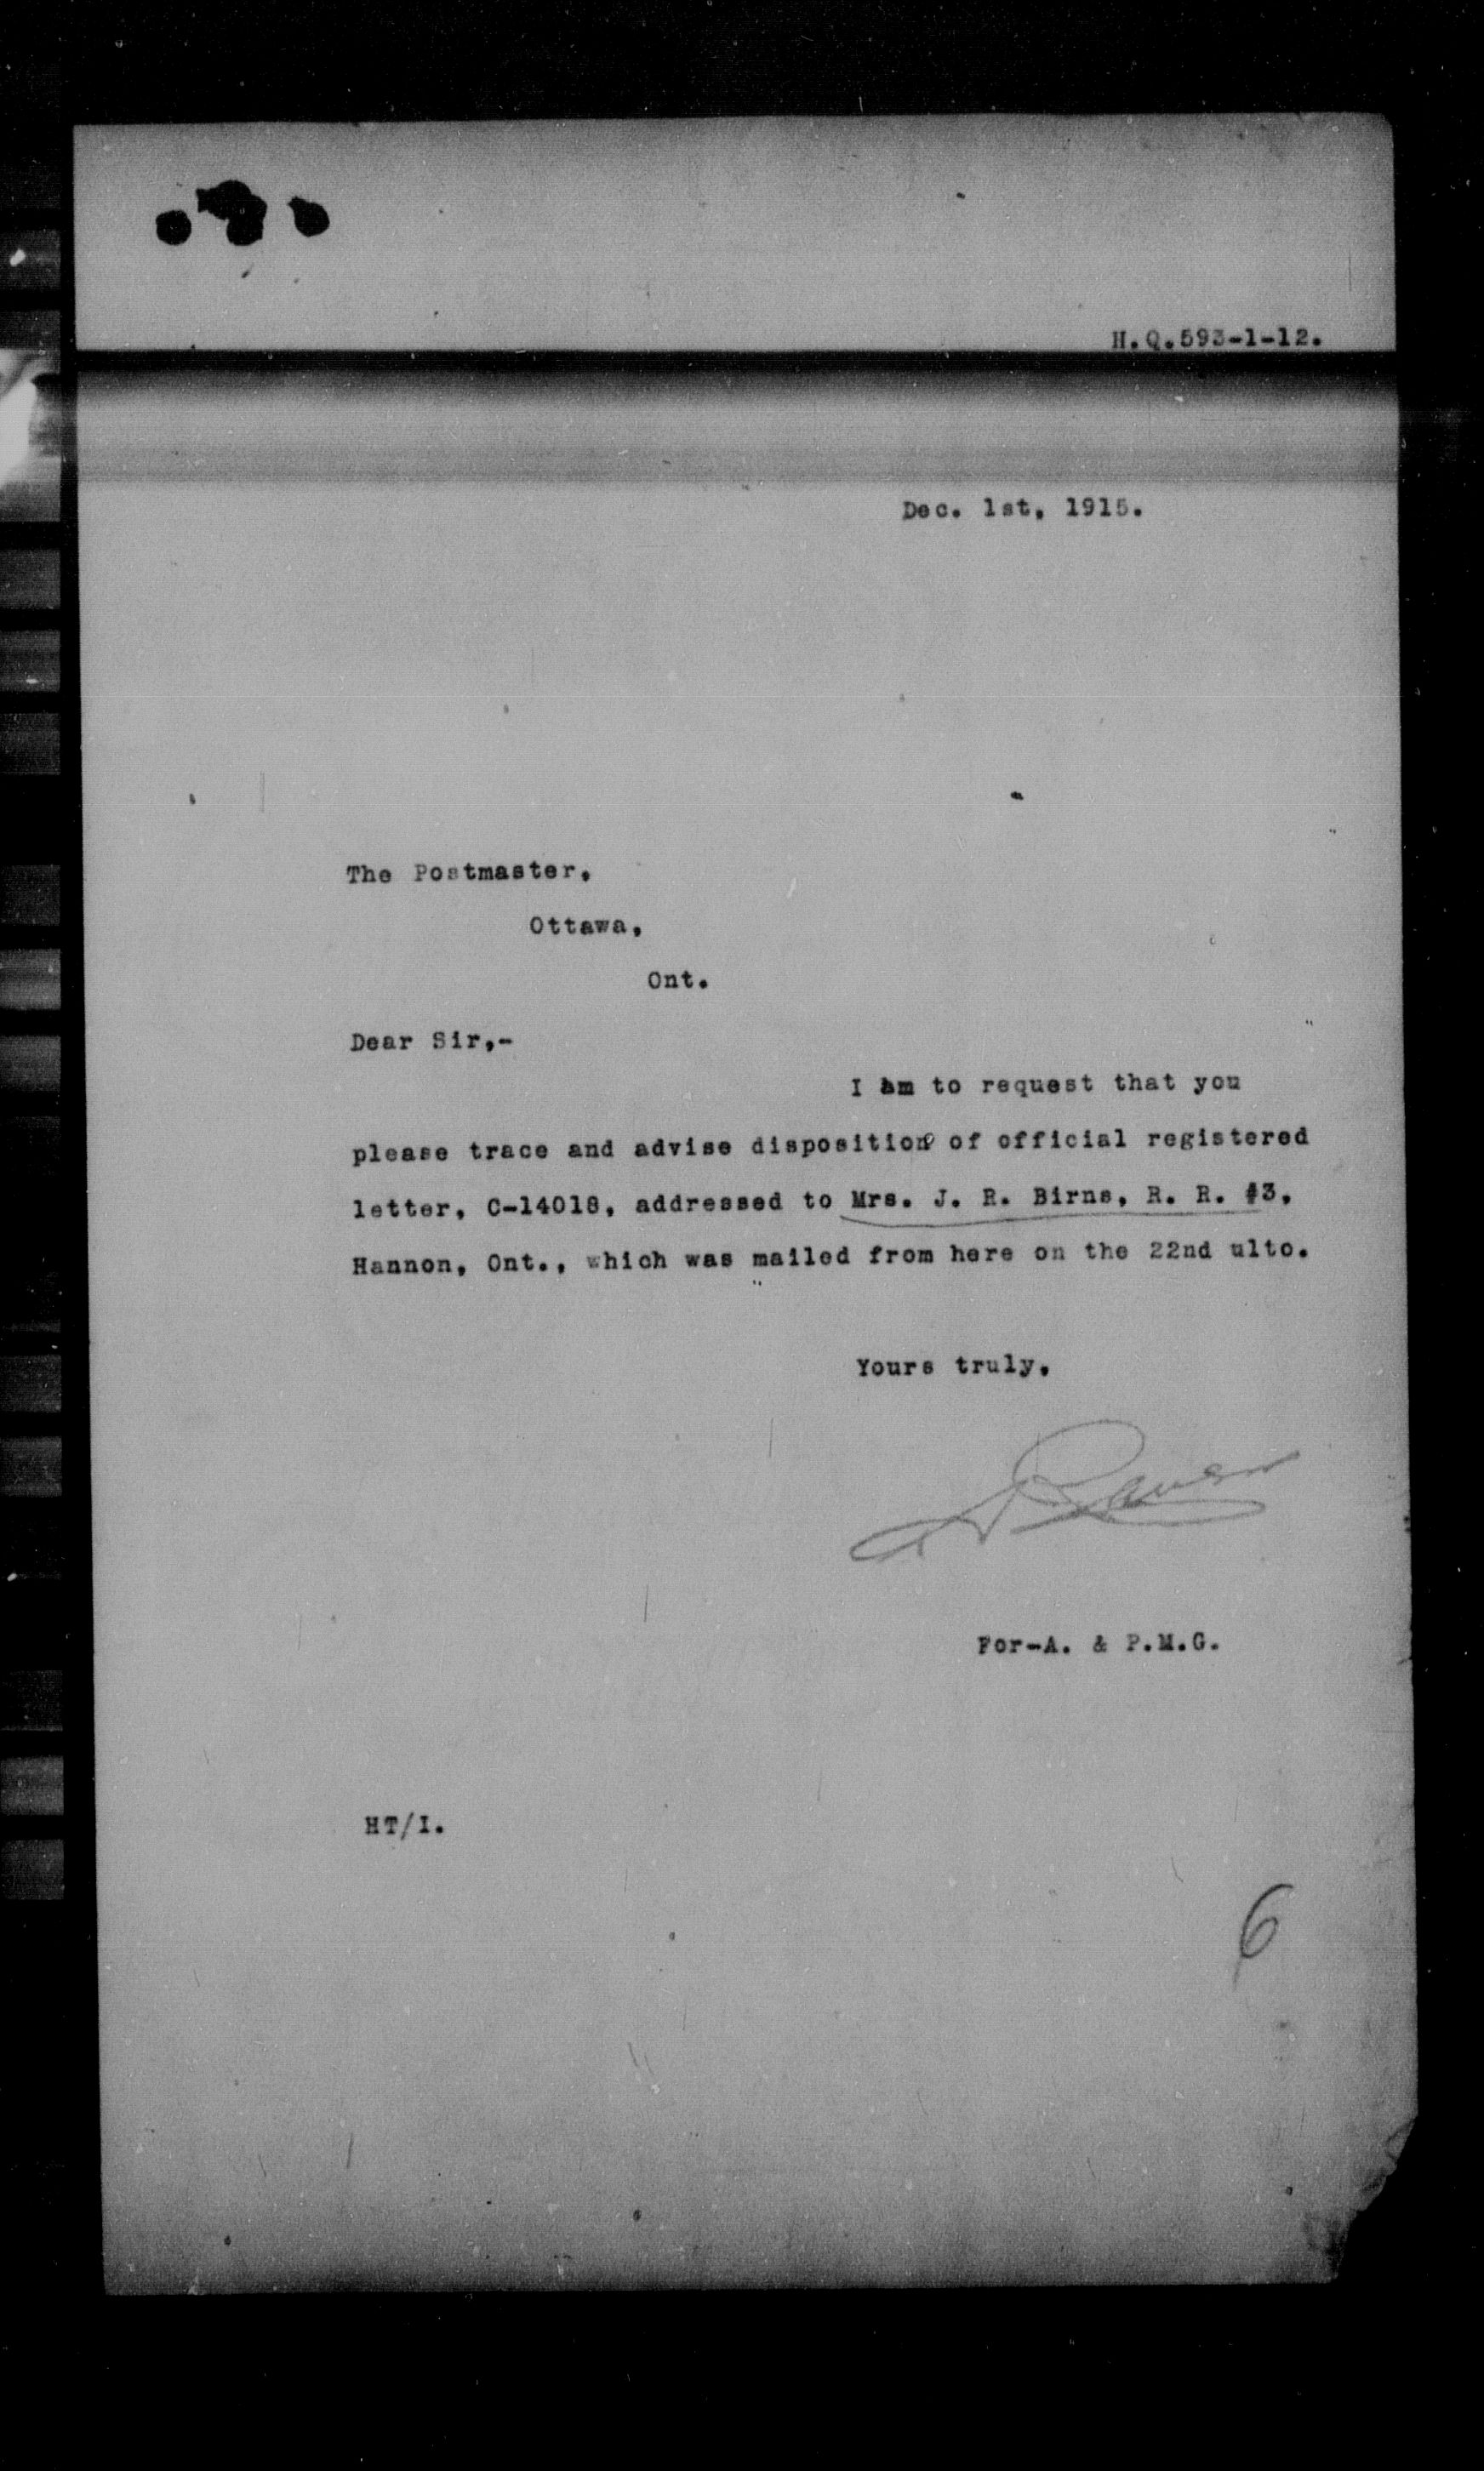 H.Q.593-1-12.
Dec. 1st, 1915.
The Postmaster,
Ottawa,
Ont.
Dear Sir,-
I am to request that you
please trace and advise disposition of official registered
letter, C-14018, addressed to Mrs. J. R. Birns, R. R. #3,
Hannon, Ont., which was mailed from here on the 22nd ulto.
Yours truly,
For-A. & P.M.G.
HT/I.
6